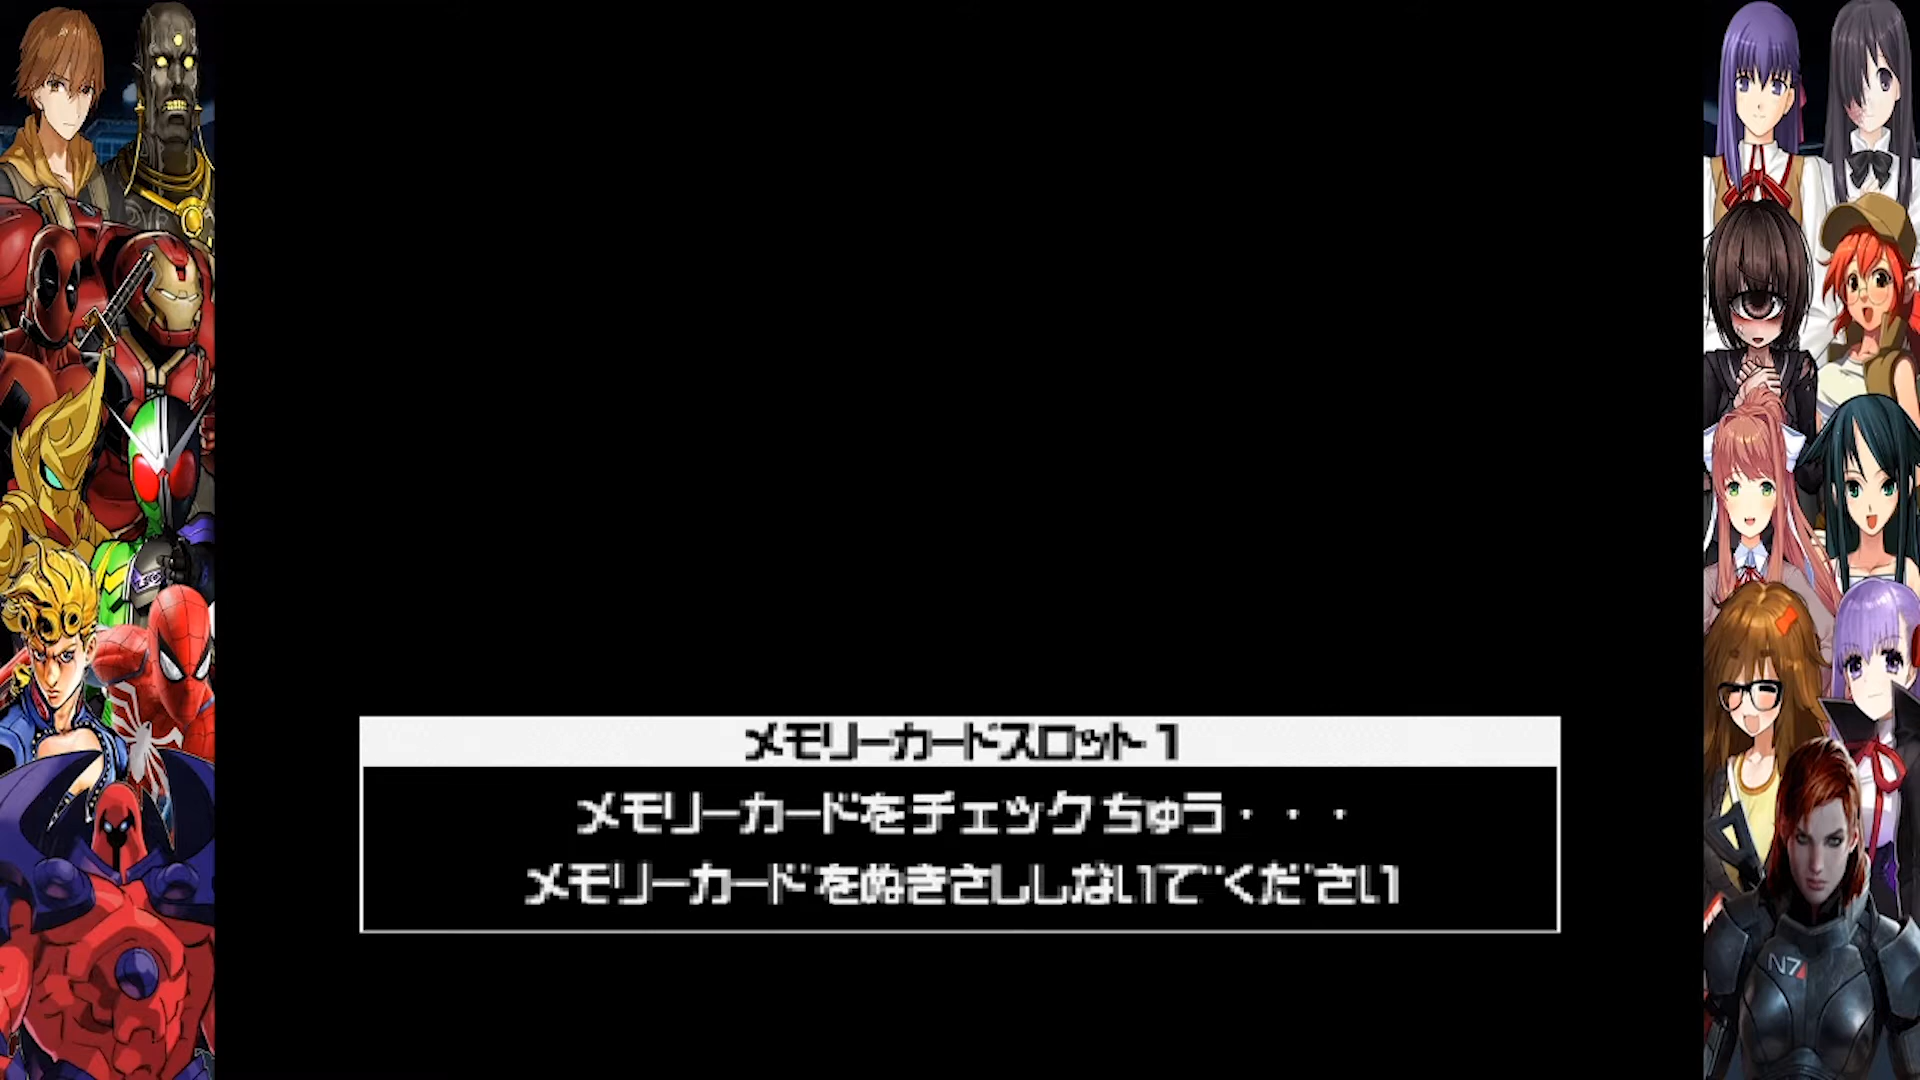 メモリーカードスロット1
メモリーカードをチェックちゅう・・・
メモリーカードをぬきさししないでください
N7